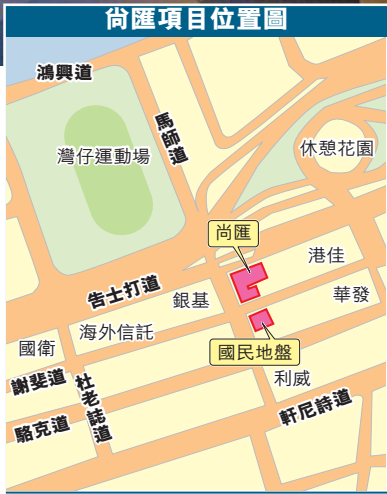 尚匯項目位置圖
鴻興道
馬師道
灣仔運動場
休憩花園
尚匯
港佳
告士打道
銀基
華發
海外信託
國衛
國民地盤
謝斐道
杜老誌道
利威
軒尼詩道
駱克道